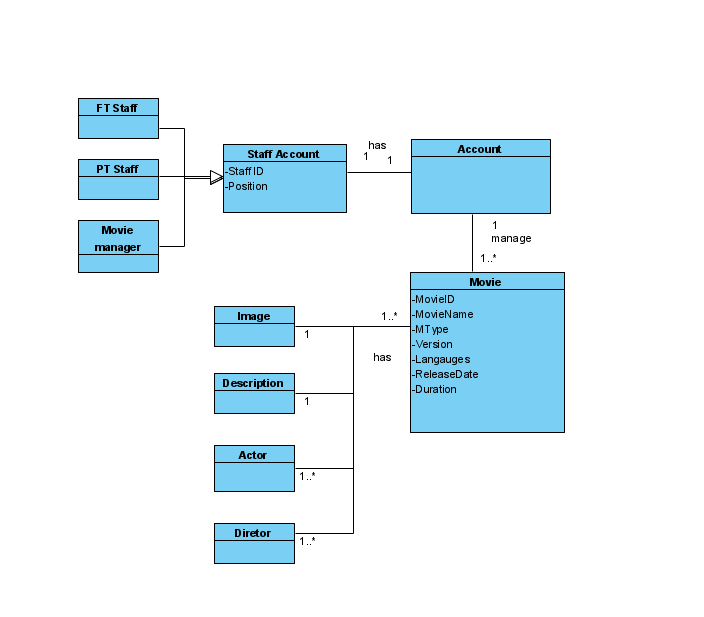 FT Staff
PT Staff
Movie
manager
Staff Account
-Staff ID
-Position
has
1
1
Account
1
manage
1..*
Movie
-MovieID
-MovieName
-MType
-Version
-Langauges
-ReleaseDate
-Duration
1..*
has
Image
1
Description
1
Actor
1..*
Diretor
1..*